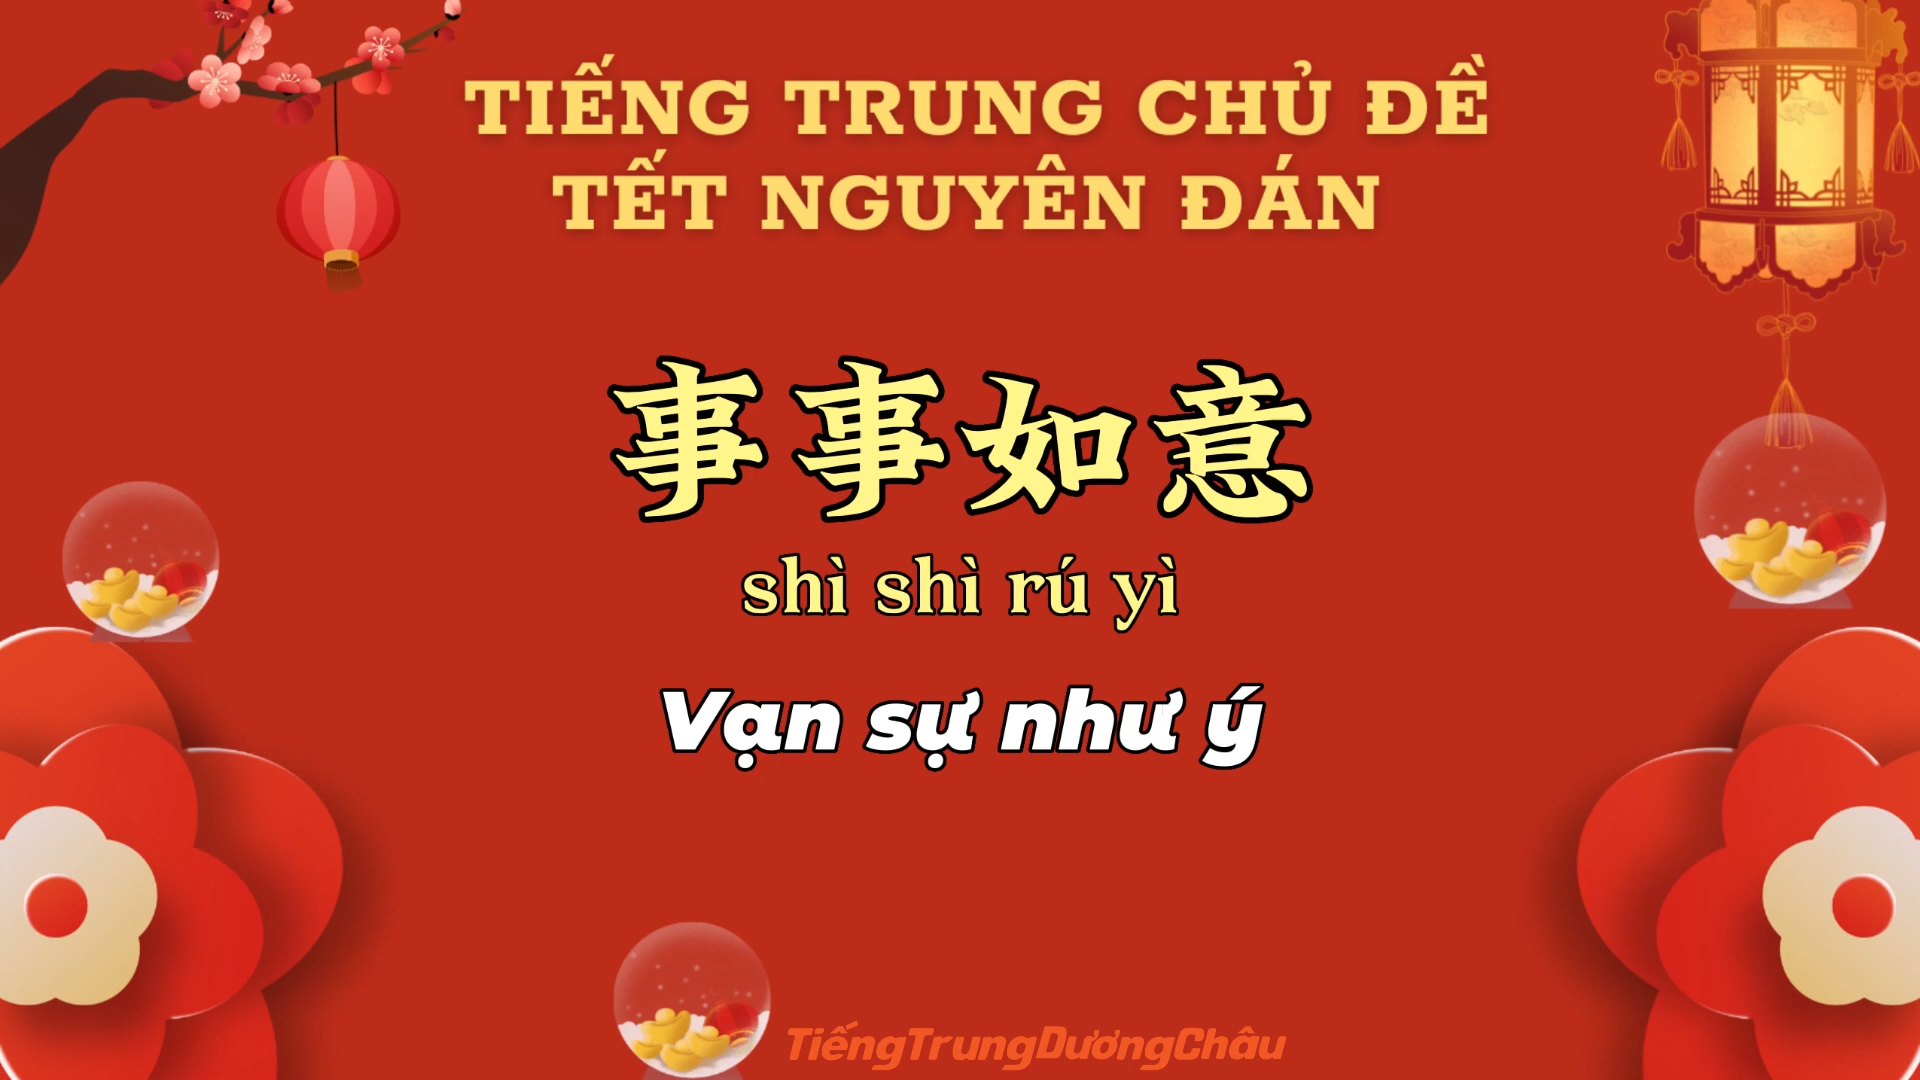 TIẾNG TRUNG CHỦ ĐỀ
TẾT NGUYÊN ĐÁN
事事如意
shì shì rú yì
Vạn sự như ý
TiếngTrungDươngChâu